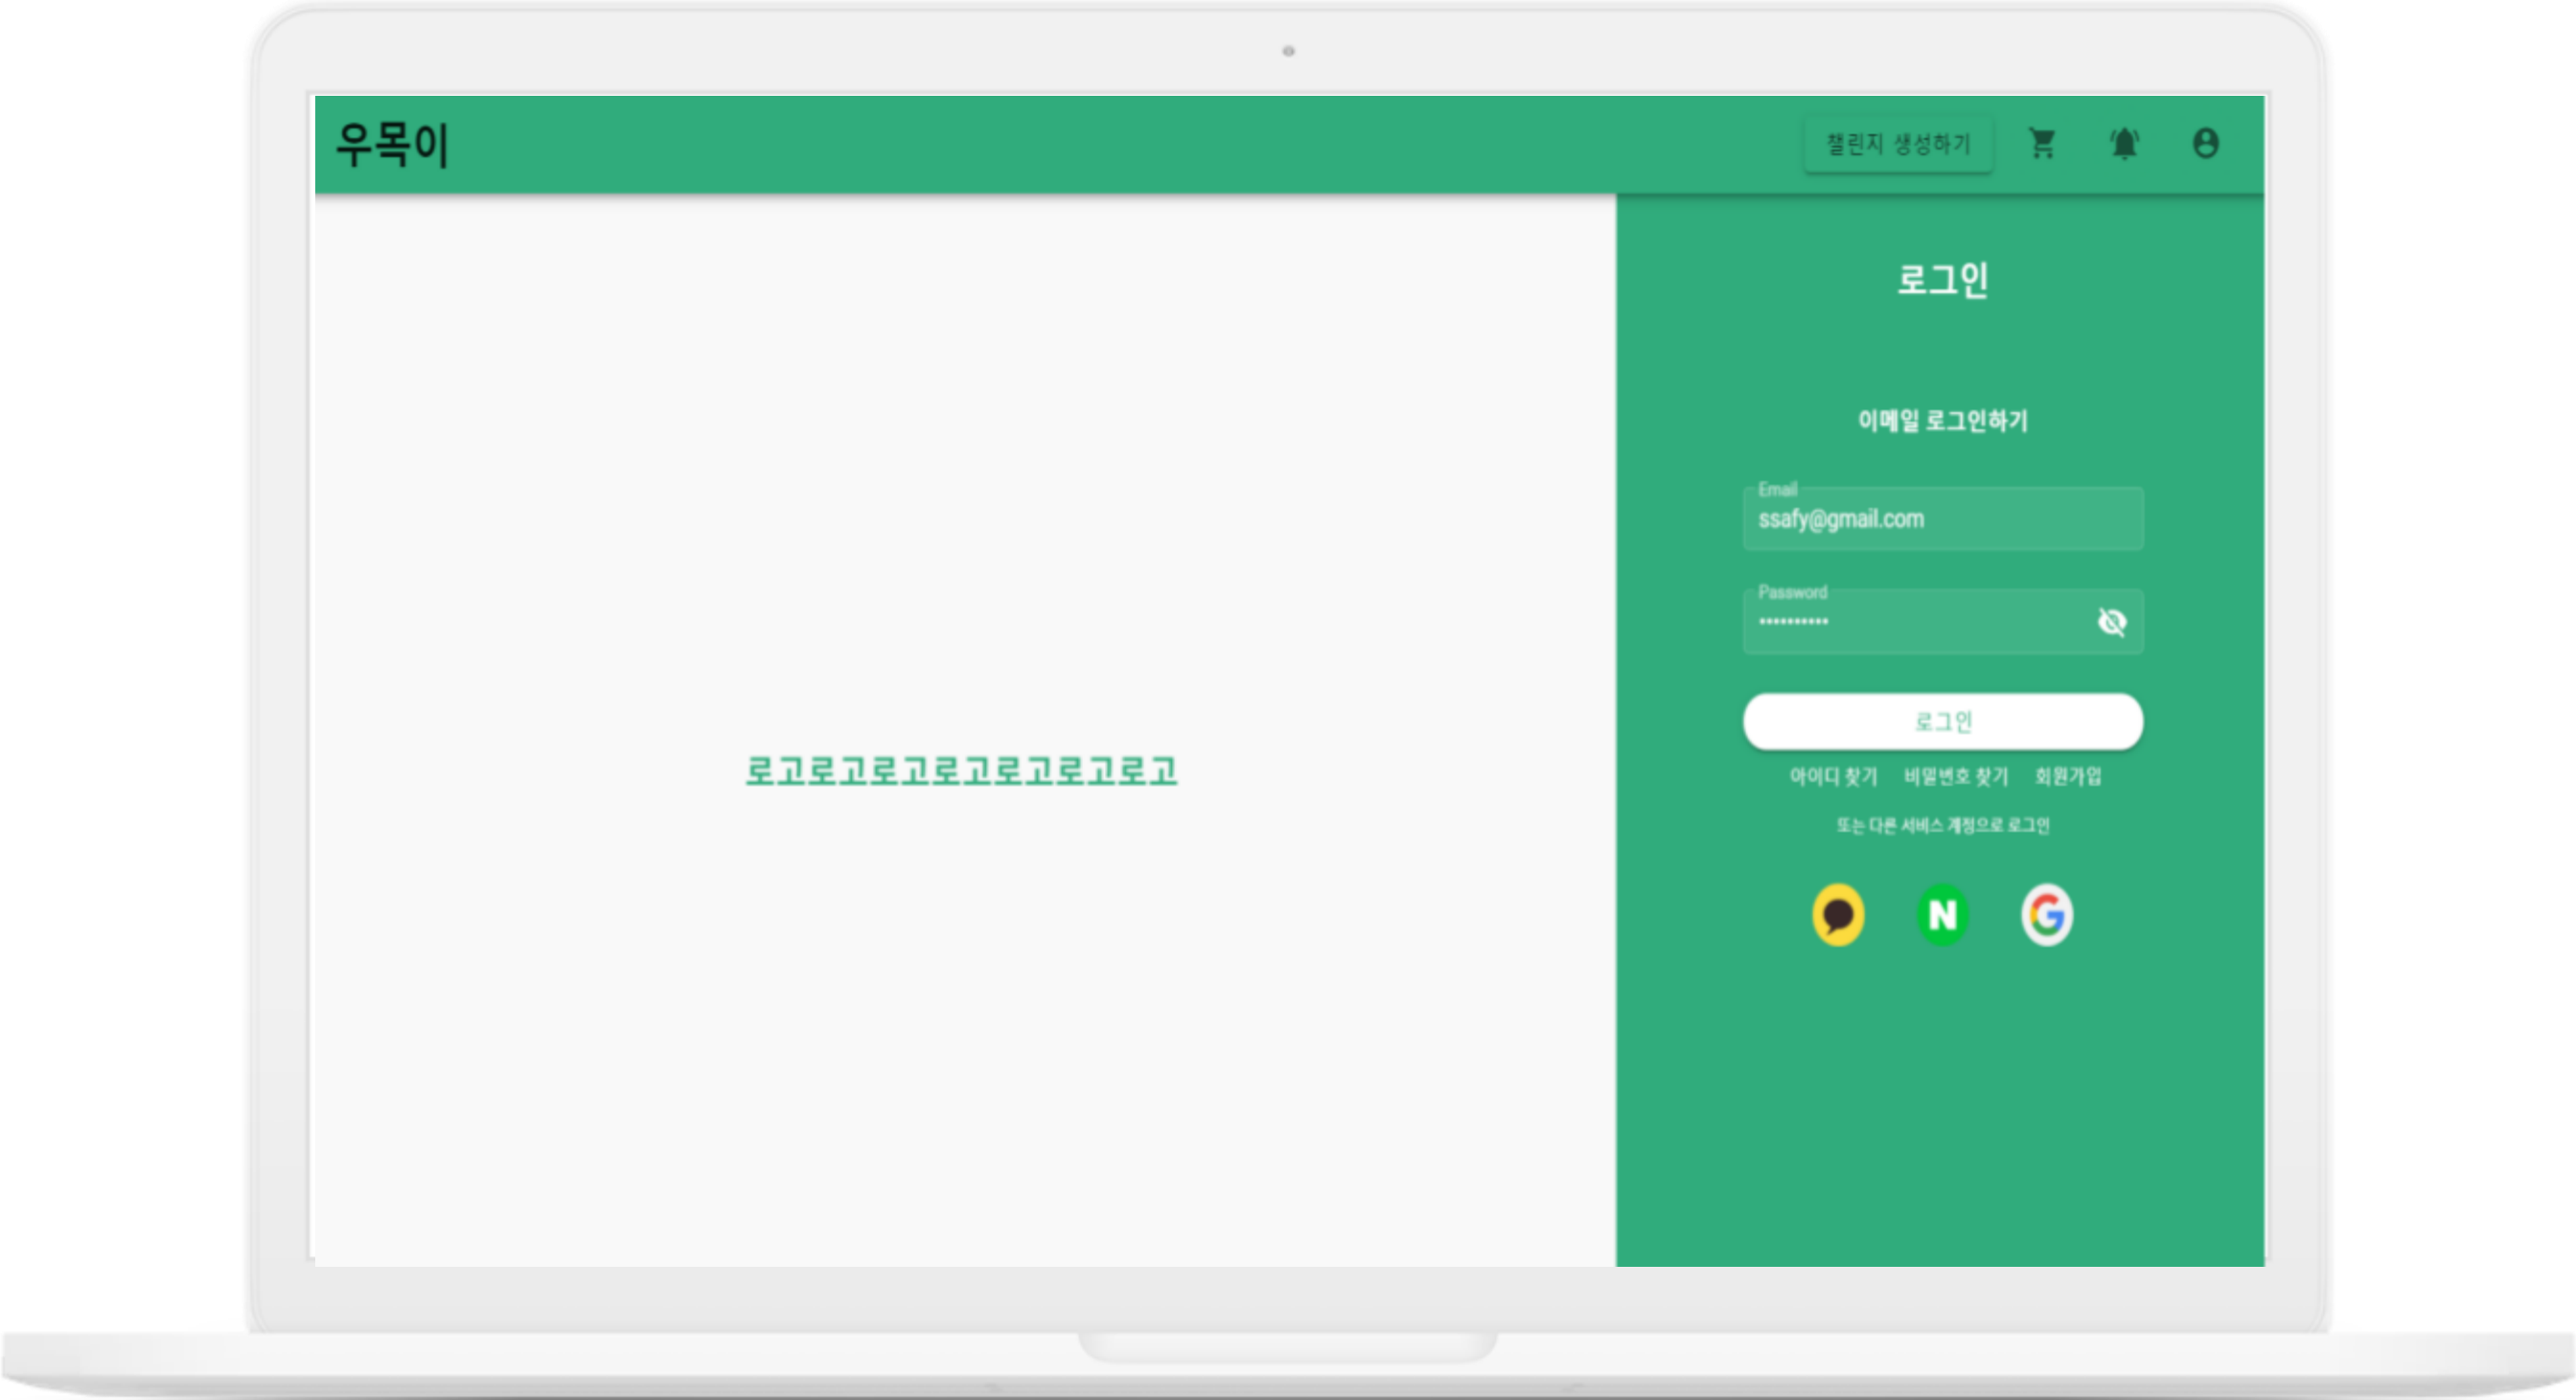 우목이
챌린지 생성하기
로그인
이메일 로그인하기
Email
ssafy@gmail.com
Password
••••••••••
로그인
아이디 찾기 비밀번호 찾기 회원가입
또는 다른 서비스 계정으로 로그인
N
G
로고로고로고로고로고로고로고